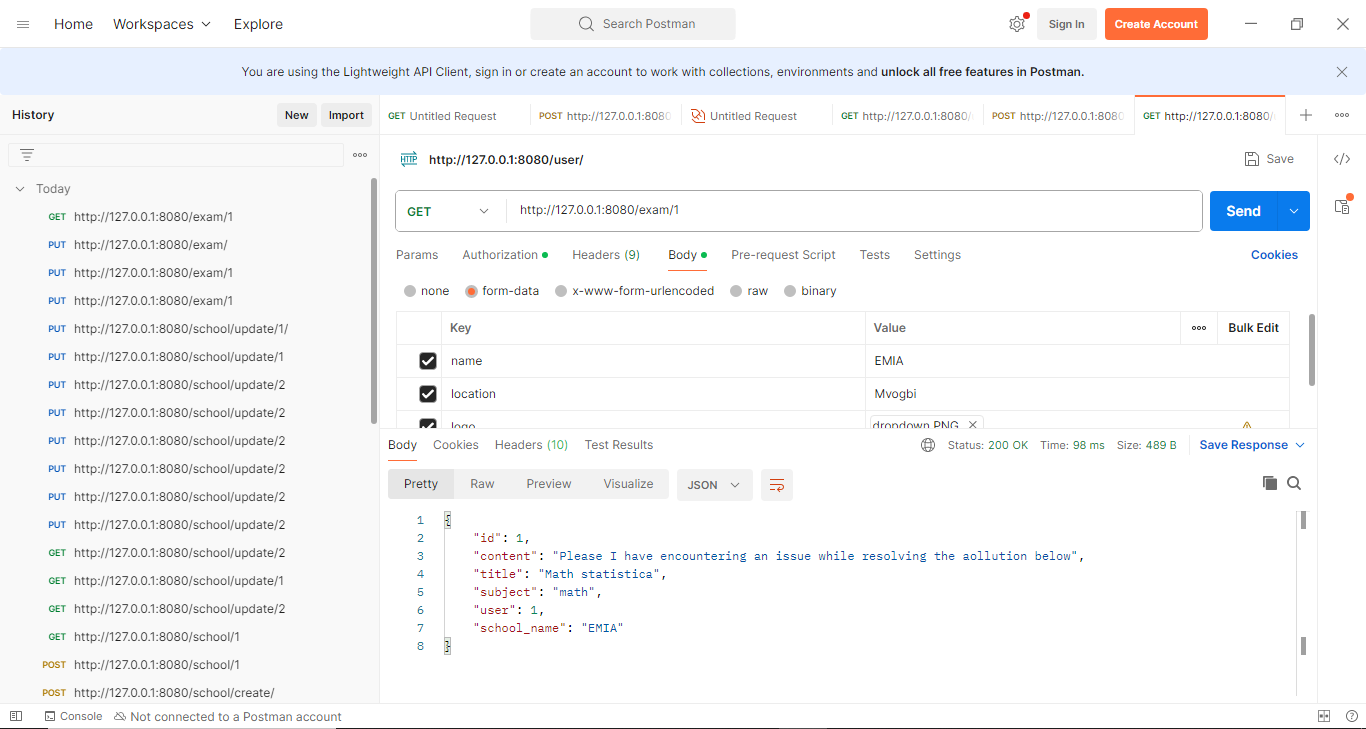 Home Workspaces Explore Search Postman Sign In Create Account
You are using the Lightweight API Client, sign in or create an account to work with collections, environments and unlock all free features in Postman.
History New Import
GET Untitled Request POST http://127.0.0.1:8080 Untitled Request GET http://127.0.0.1:8080/ POST http://127.0.0.1:8080 GET http://127.0.0.1:8080/
HTTP http://127.0.0.1:8080/user/ Save
GET http://127.0.0.1:8080/exam/1 Send
Params Authorization Headers (9) Body Pre-request Script Tests Settings Cookies
none form-data x-www-form-urlencoded raw binary
Key Value Bulk Edit
name EMIA
location Mvogbi
logo dropdown.PNG
Today
GET http://127.0.0.1:8080/exam/1
PUT http://127.0.0.1:8080/exam/
PUT http://127.0.0.1:8080/exam/1
PUT http://127.0.0.1:8080/exam/1
PUT http://127.0.0.1:8080/school/update/1/
PUT http://127.0.0.1:8080/school/update/1
PUT http://127.0.0.1:8080/school/update/2
PUT http://127.0.0.1:8080/school/update/2
PUT http://127.0.0.1:8080/school/update/2
PUT http://127.0.0.1:8080/school/update/2
PUT http://127.0.0.1:8080/school/update/2
PUT http://127.0.0.1:8080/school/update/2
GET http://127.0.0.1:8080/school/update/2
GET http://127.0.0.1:8080/school/update/1
GET http://127.0.0.1:8080/school/update/2
GET http://127.0.0.1:8080/school/1
POST http://127.0.0.1:8080/school/1
POST http://127.0.0.1:8080/school/create/
Body Cookies Headers (10) Test Results Status: 200 OK Time: 98 ms Size: 489 B Save Response
Pretty Raw Preview Visualize JSON
1 {
2 "id": 1,
3 "content": "Please I have encountering an issue while resolving the aollution below",
4 "title": "Math statistica",
5 "subject": "math",
6 "user": 1,
7 "school_name": "EMIA"
8 }
Console Not connected to a Postman account